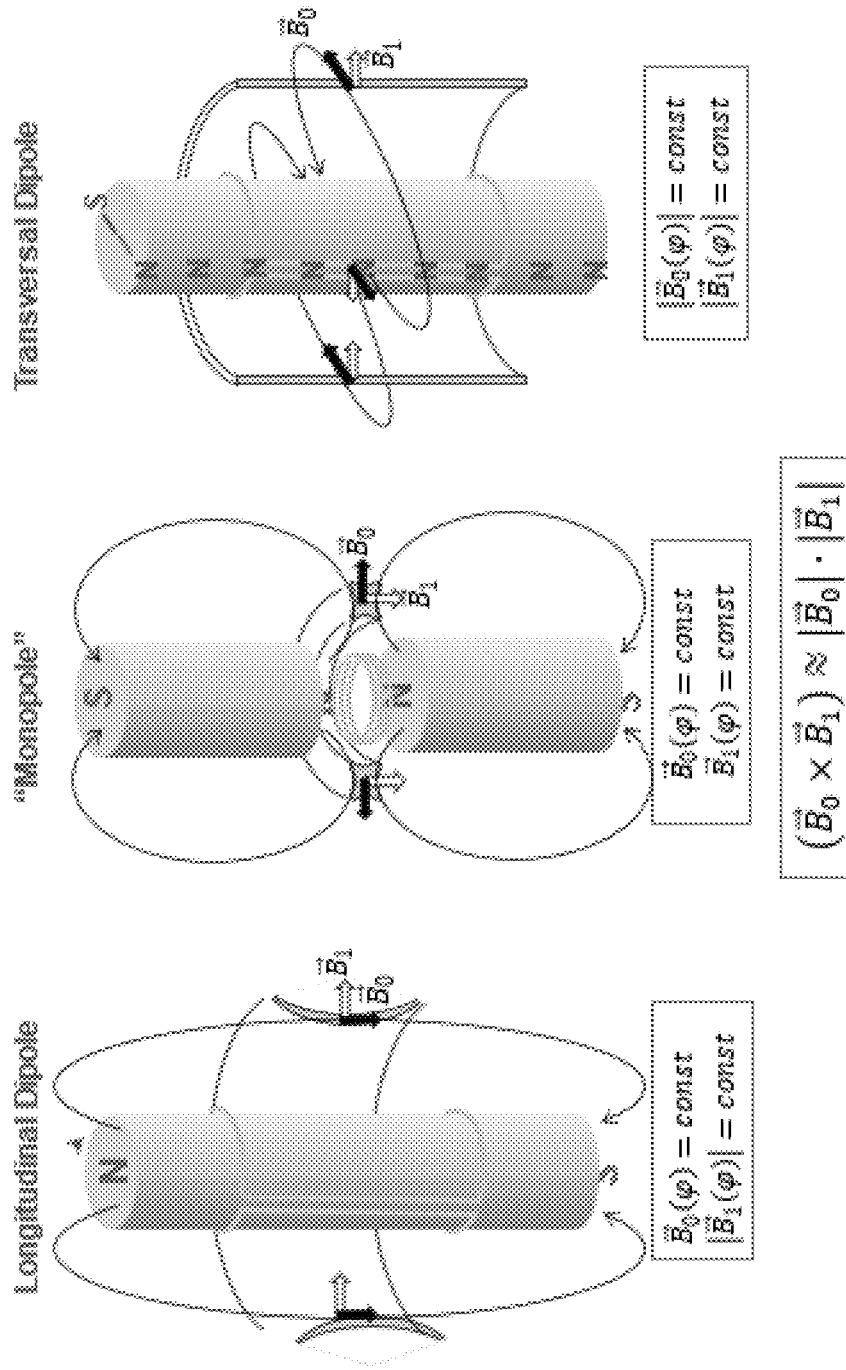 Longitudinal Dipole
N
B⃗₁
B⃗₀
S
B⃗₀(φ) = const
|B⃗₁(φ)| = const
“Monopole”
S
B⃗₀
B⃗₁
N
S
B⃗₀(φ) = const
B⃗₁(φ) = const
Transversal Dipole
S
N
N
N
N
N
N
N
N
N
B⃗₀
B⃗₁
|B⃗₀(φ)| = const
|B⃗₁(φ)| = const
(B⃗₀ × B⃗₁) ≈ |B⃗₀| · |B⃗₁|